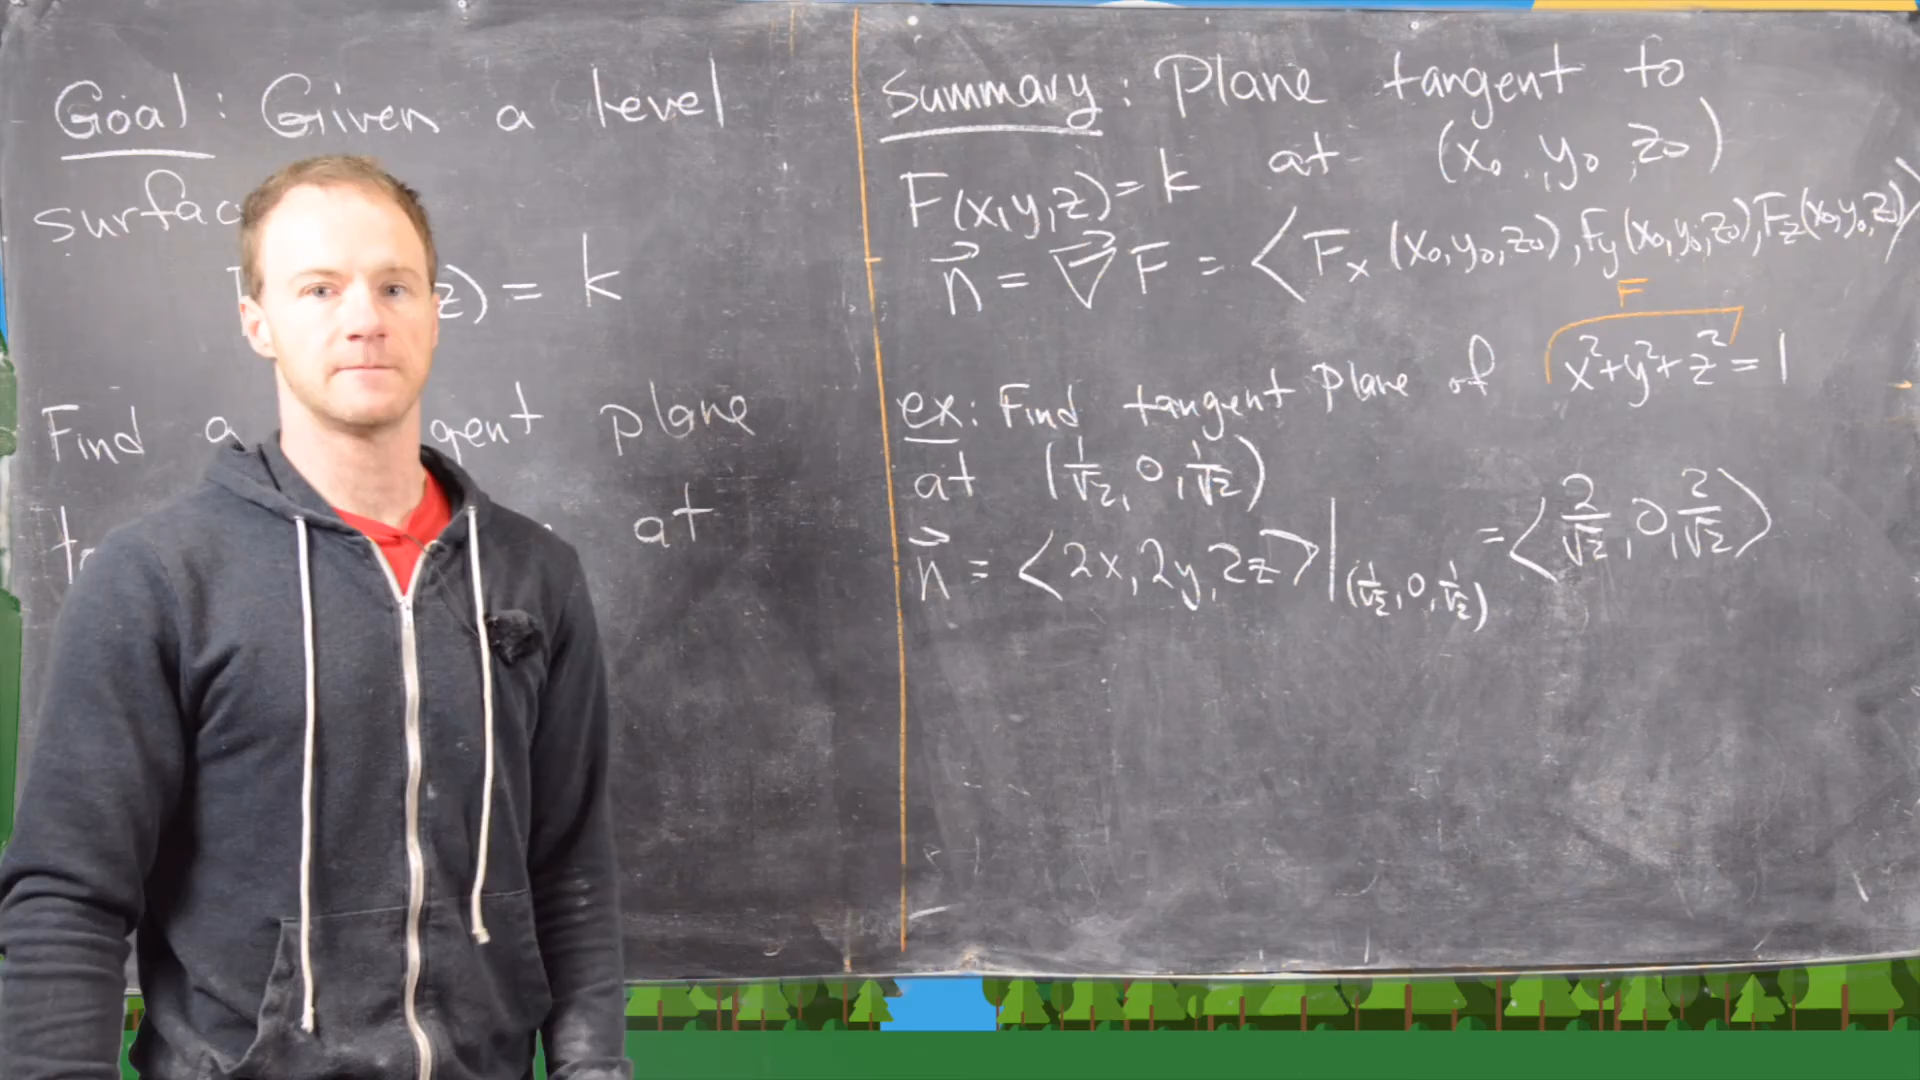 Goal: Given a level
surfac
z) = k
Find a gent plane
at
Summary: Plane tangent to
F(x,y,z)=k at (x₀,y₀,z₀)
n⃗ = ∇⃗F = ⟨Fₓ(x₀,y₀,z₀), Fy(x₀,y₀,z₀), Fz(x₀,y₀,z₀)⟩
F
ex: Find tangent plane of x²+y²+z²=1
at (1/√2, 0, 1/√2)
n⃗ = ⟨2x, 2y, 2z⟩|(1/√2, 0, 1/√2) = ⟨2/√2, 0, 2/√2⟩